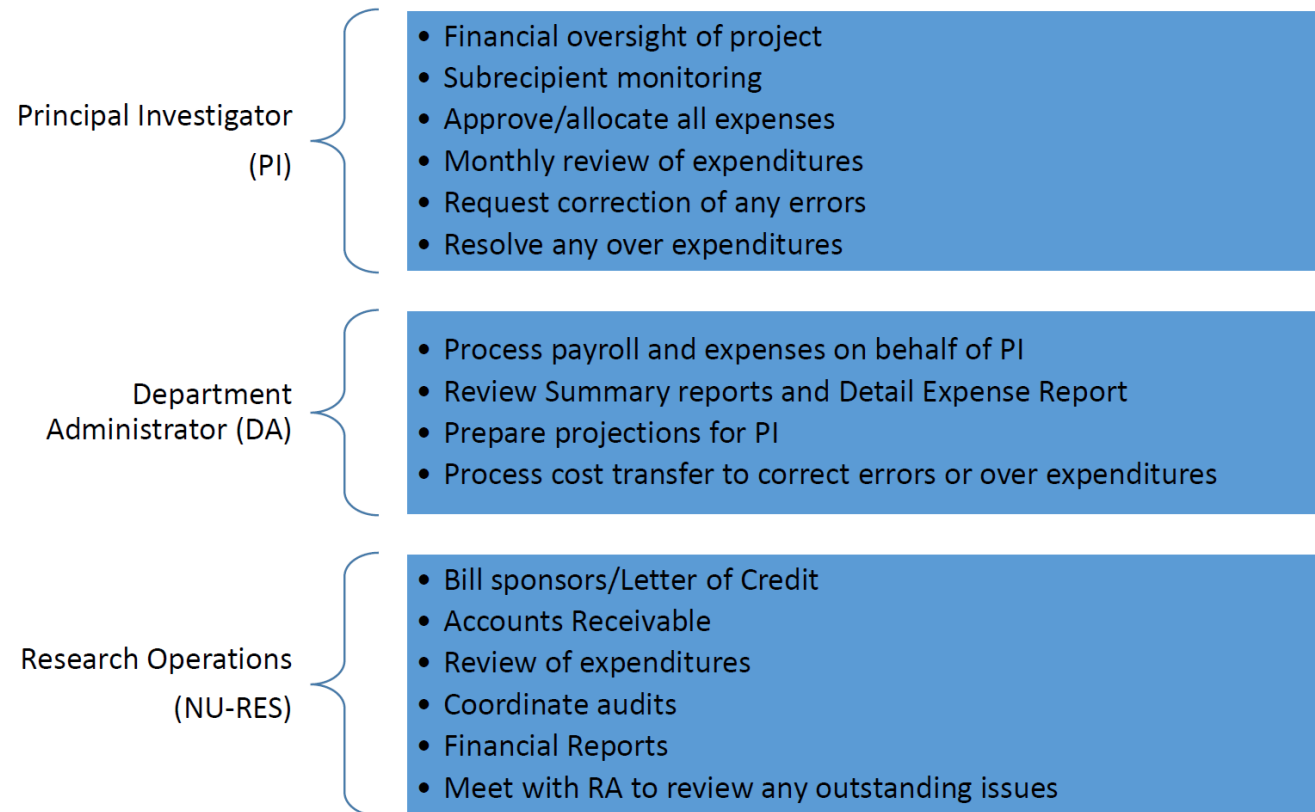 Principal Investigator
(PI)
• Financial oversight of project
• Subrecipient monitoring
• Approve/allocate all expenses
• Monthly review of expenditures
• Request correction of any errors
• Resolve any over expenditures
Department
Administrator (DA)
• Process payroll and expenses on behalf of PI
• Review Summary reports and Detail Expense Report
• Prepare projections for PI
• Process cost transfer to correct errors or over expenditures
Research Operations
(NU-RES)
• Bill sponsors/Letter of Credit
• Accounts Receivable
• Review of expenditures
• Coordinate audits
• Financial Reports
• Meet with RA to review any outstanding issues